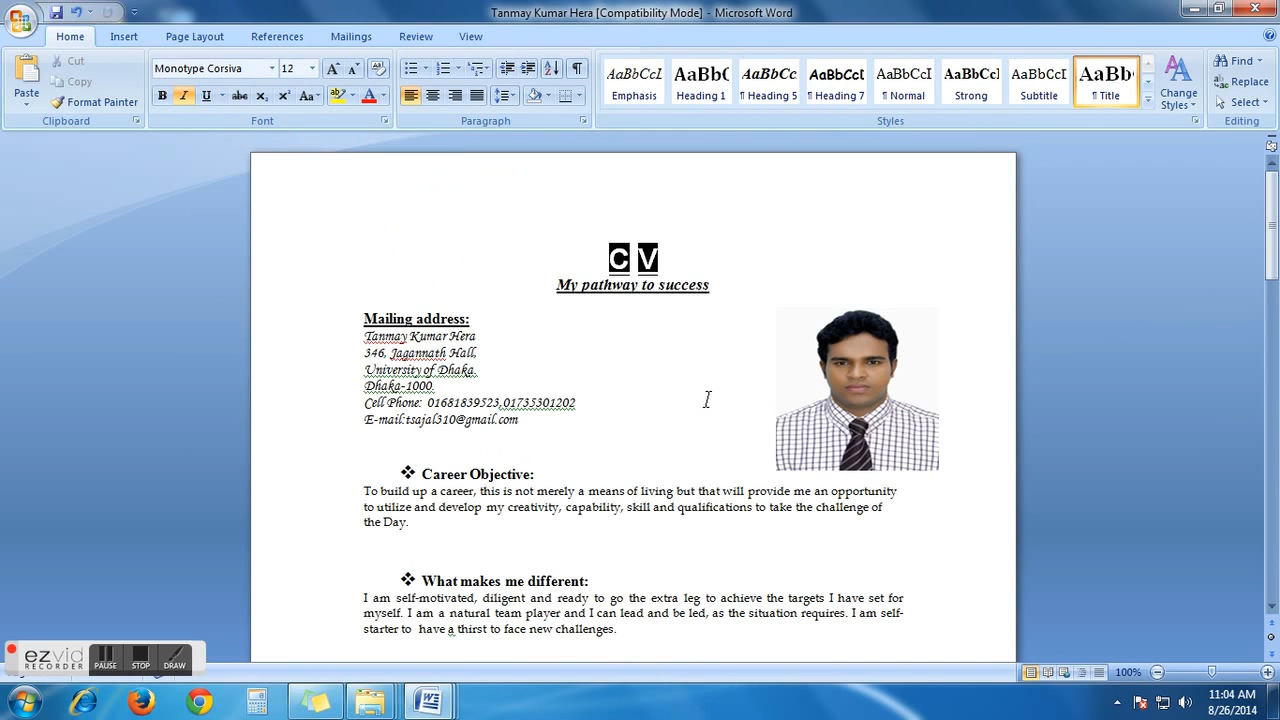 Tanmay Kumar Hera [Compatibility Mode] - Microsoft Word
Home Insert Page Layout References Mailings Review View
Paste
Cut
Copy
Format Painter
Clipboard
Monotype Corsiva 12
B I U abc x₂ x² Aa
Font
Paragraph
AaBbCcI AaBbC AaBbCc AaBbCcI AaBbCcI AaBbCcI AaBbCcI AaBb
Emphasis Heading 1 ¶ Heading 5 ¶ Heading 7 ¶ Normal Strong Subtitle ¶ Title
Change
Styles
Styles
Find
Replace
Select
Editing
C V
My pathway to success
Mailing address:
Tanmay Kumar Hera
346, Jagannath Hall,
University of Dhaka.
Dhaka-1000.
Cell Phone: 01681839523,01735301202
E-mail:tsajal310@gmail.com
❖ Career Objective:
To build up a career, this is not merely a means of living but that will provide me an opportunity
to utilize and develop my creativity, capability, skill and qualifications to take the challenge of
the Day.
❖ What makes me different:
I am self-motivated, diligent and ready to go the extra leg to achieve the targets I have set for
myself. I am a natural team player and I can lead and be led, as the situation requires. I am self-
starter to have a thirst to face new challenges.
ezvid
RECORDER
PAUSE STOP DRAW
100%
11:04 AM
8/26/2014